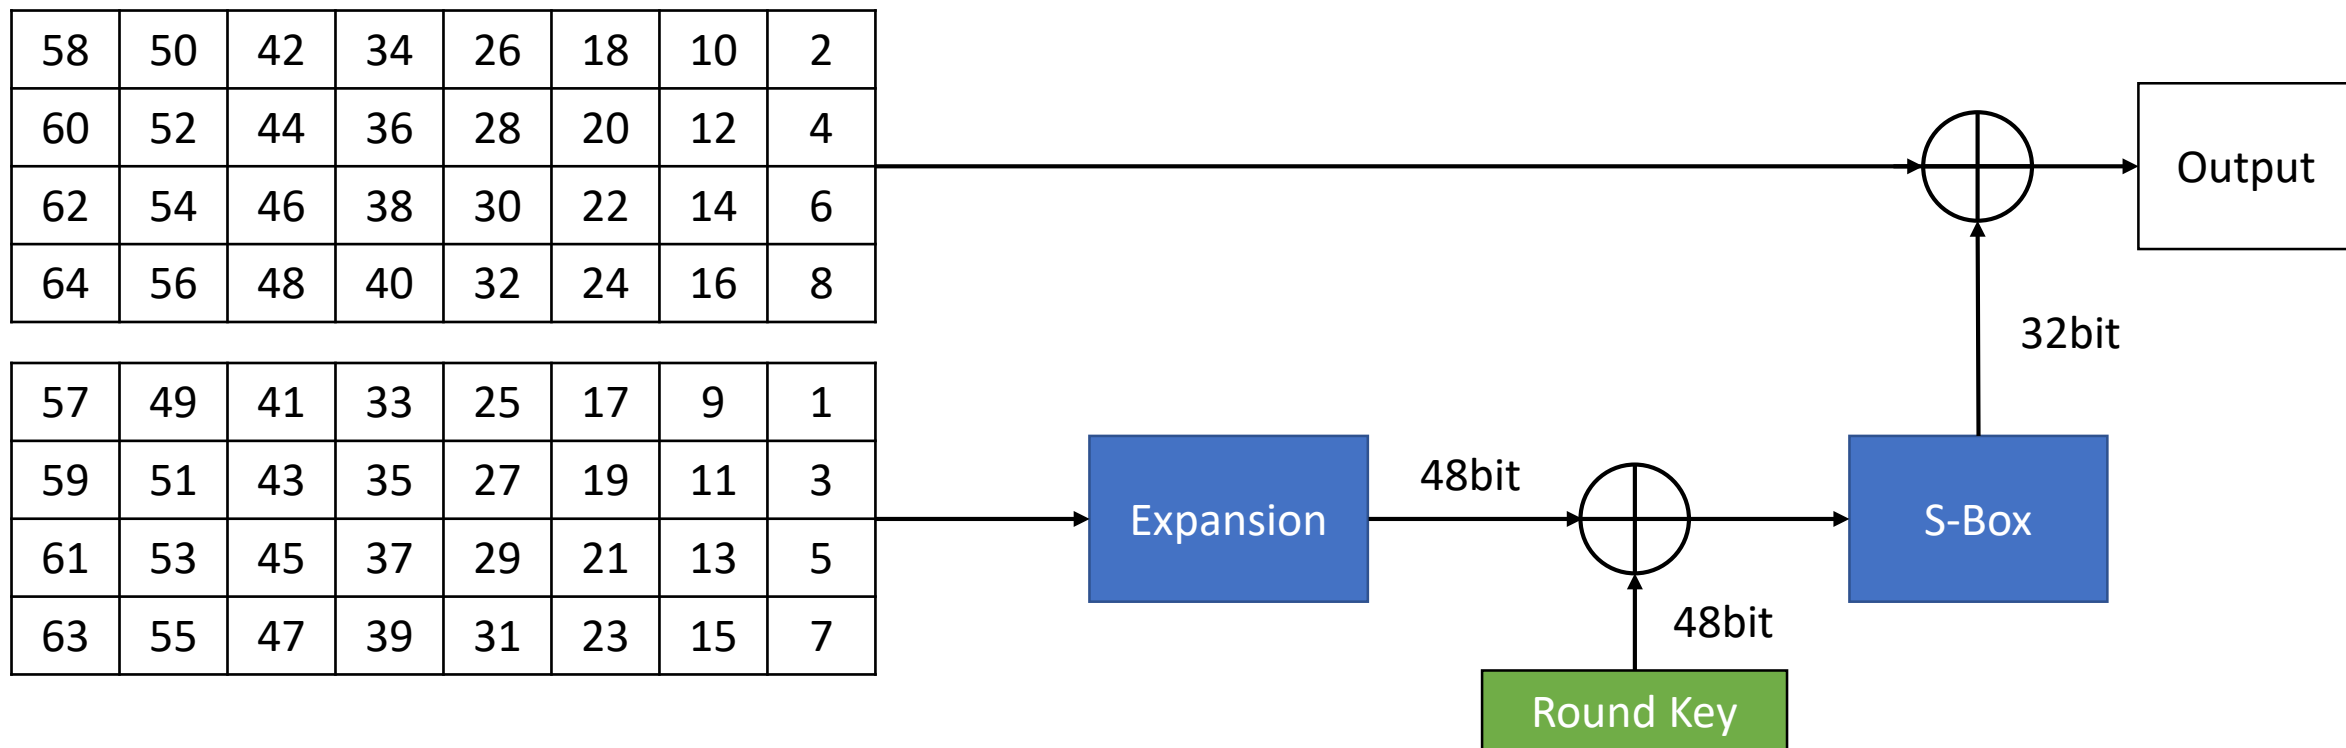 58 50 42 34 26 18 10 2
60 52 44 36 28 20 12 4
62 54 46 38 30 22 14 6
64 56 48 40 32 24 16 8
Output
32bit
57 49 41 33 25 17 9 1
59 51 43 35 27 19 11 3
61 53 45 37 29 21 13 5
63 55 47 39 31 23 15 7
Expansion
48bit
S-Box
48bit
Round Key